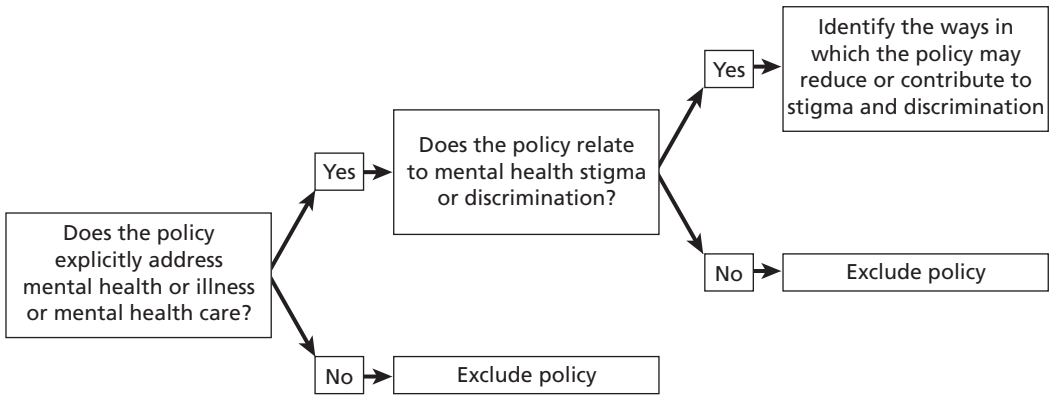 Does the policy
explicitly address
mental health or illness
or mental health care?
Yes
Does the policy relate
to mental health stigma
or discrimination?
Yes
Identify the ways in
which the policy may
reduce or contribute to
stigma and discrimination
No
Exclude policy
No
Exclude policy